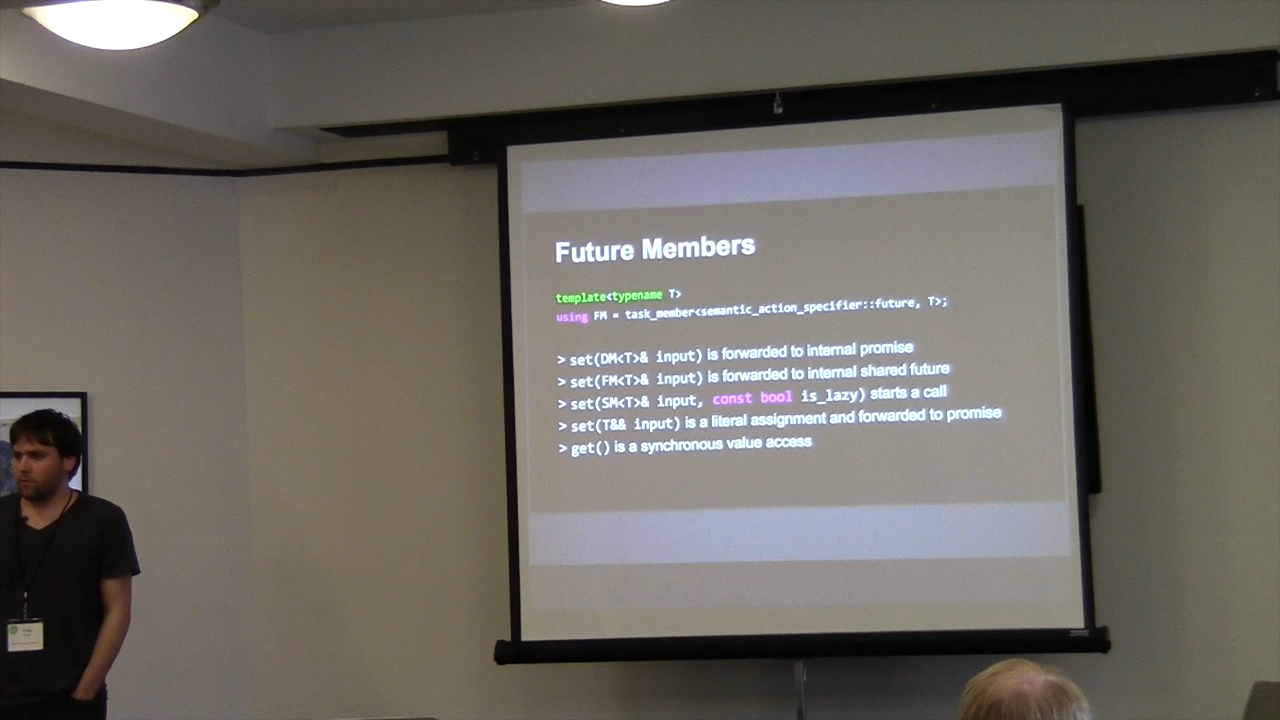 Future Members
template<typename T>
using FM = task_member<semantic_action_specifier::future, T>;
> set(DM<T>& input) is forwarded to internal promise
> set(FM<T>& input) is forwarded to internal shared future
> set(SM<T>& input, const bool is_lazy) starts a call
> set(T&& input) is a literal assignment and forwarded to promise
> get() is a synchronous value access